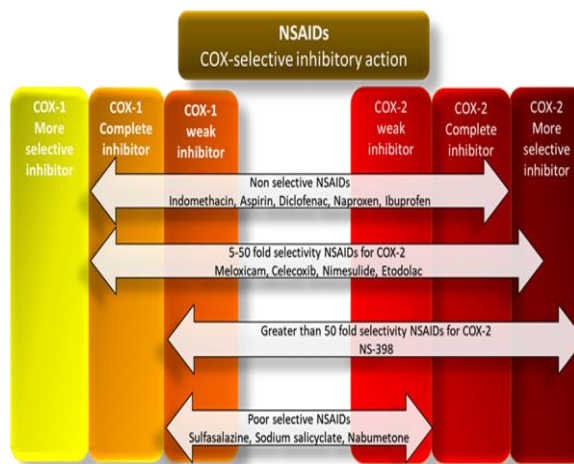 NSAIDs
COX-selective inhibitory action
COX-1
More
selective
inhibitor
COX-1
Complete
inhibitor
COX-1
weak
inhibitor
COX-2
weak
inhibitor
COX-2
Complete
inhibitor
COX-2
More
selective
inhibitor
Non selective NSAIDs
Indomethacin, Aspirin, Diclofenac, Naproxen, Ibuprofen
5-50 fold selectivity NSAIDs for COX-2
Meloxicam, Celecoxib, Nimesulide, Etodolac
Greater than 50 fold selectivity NSAIDs for COX-2
NS-398
Poor selective NSAIDs
Sulfasalazine, Sodium salicyclate, Nabumetone